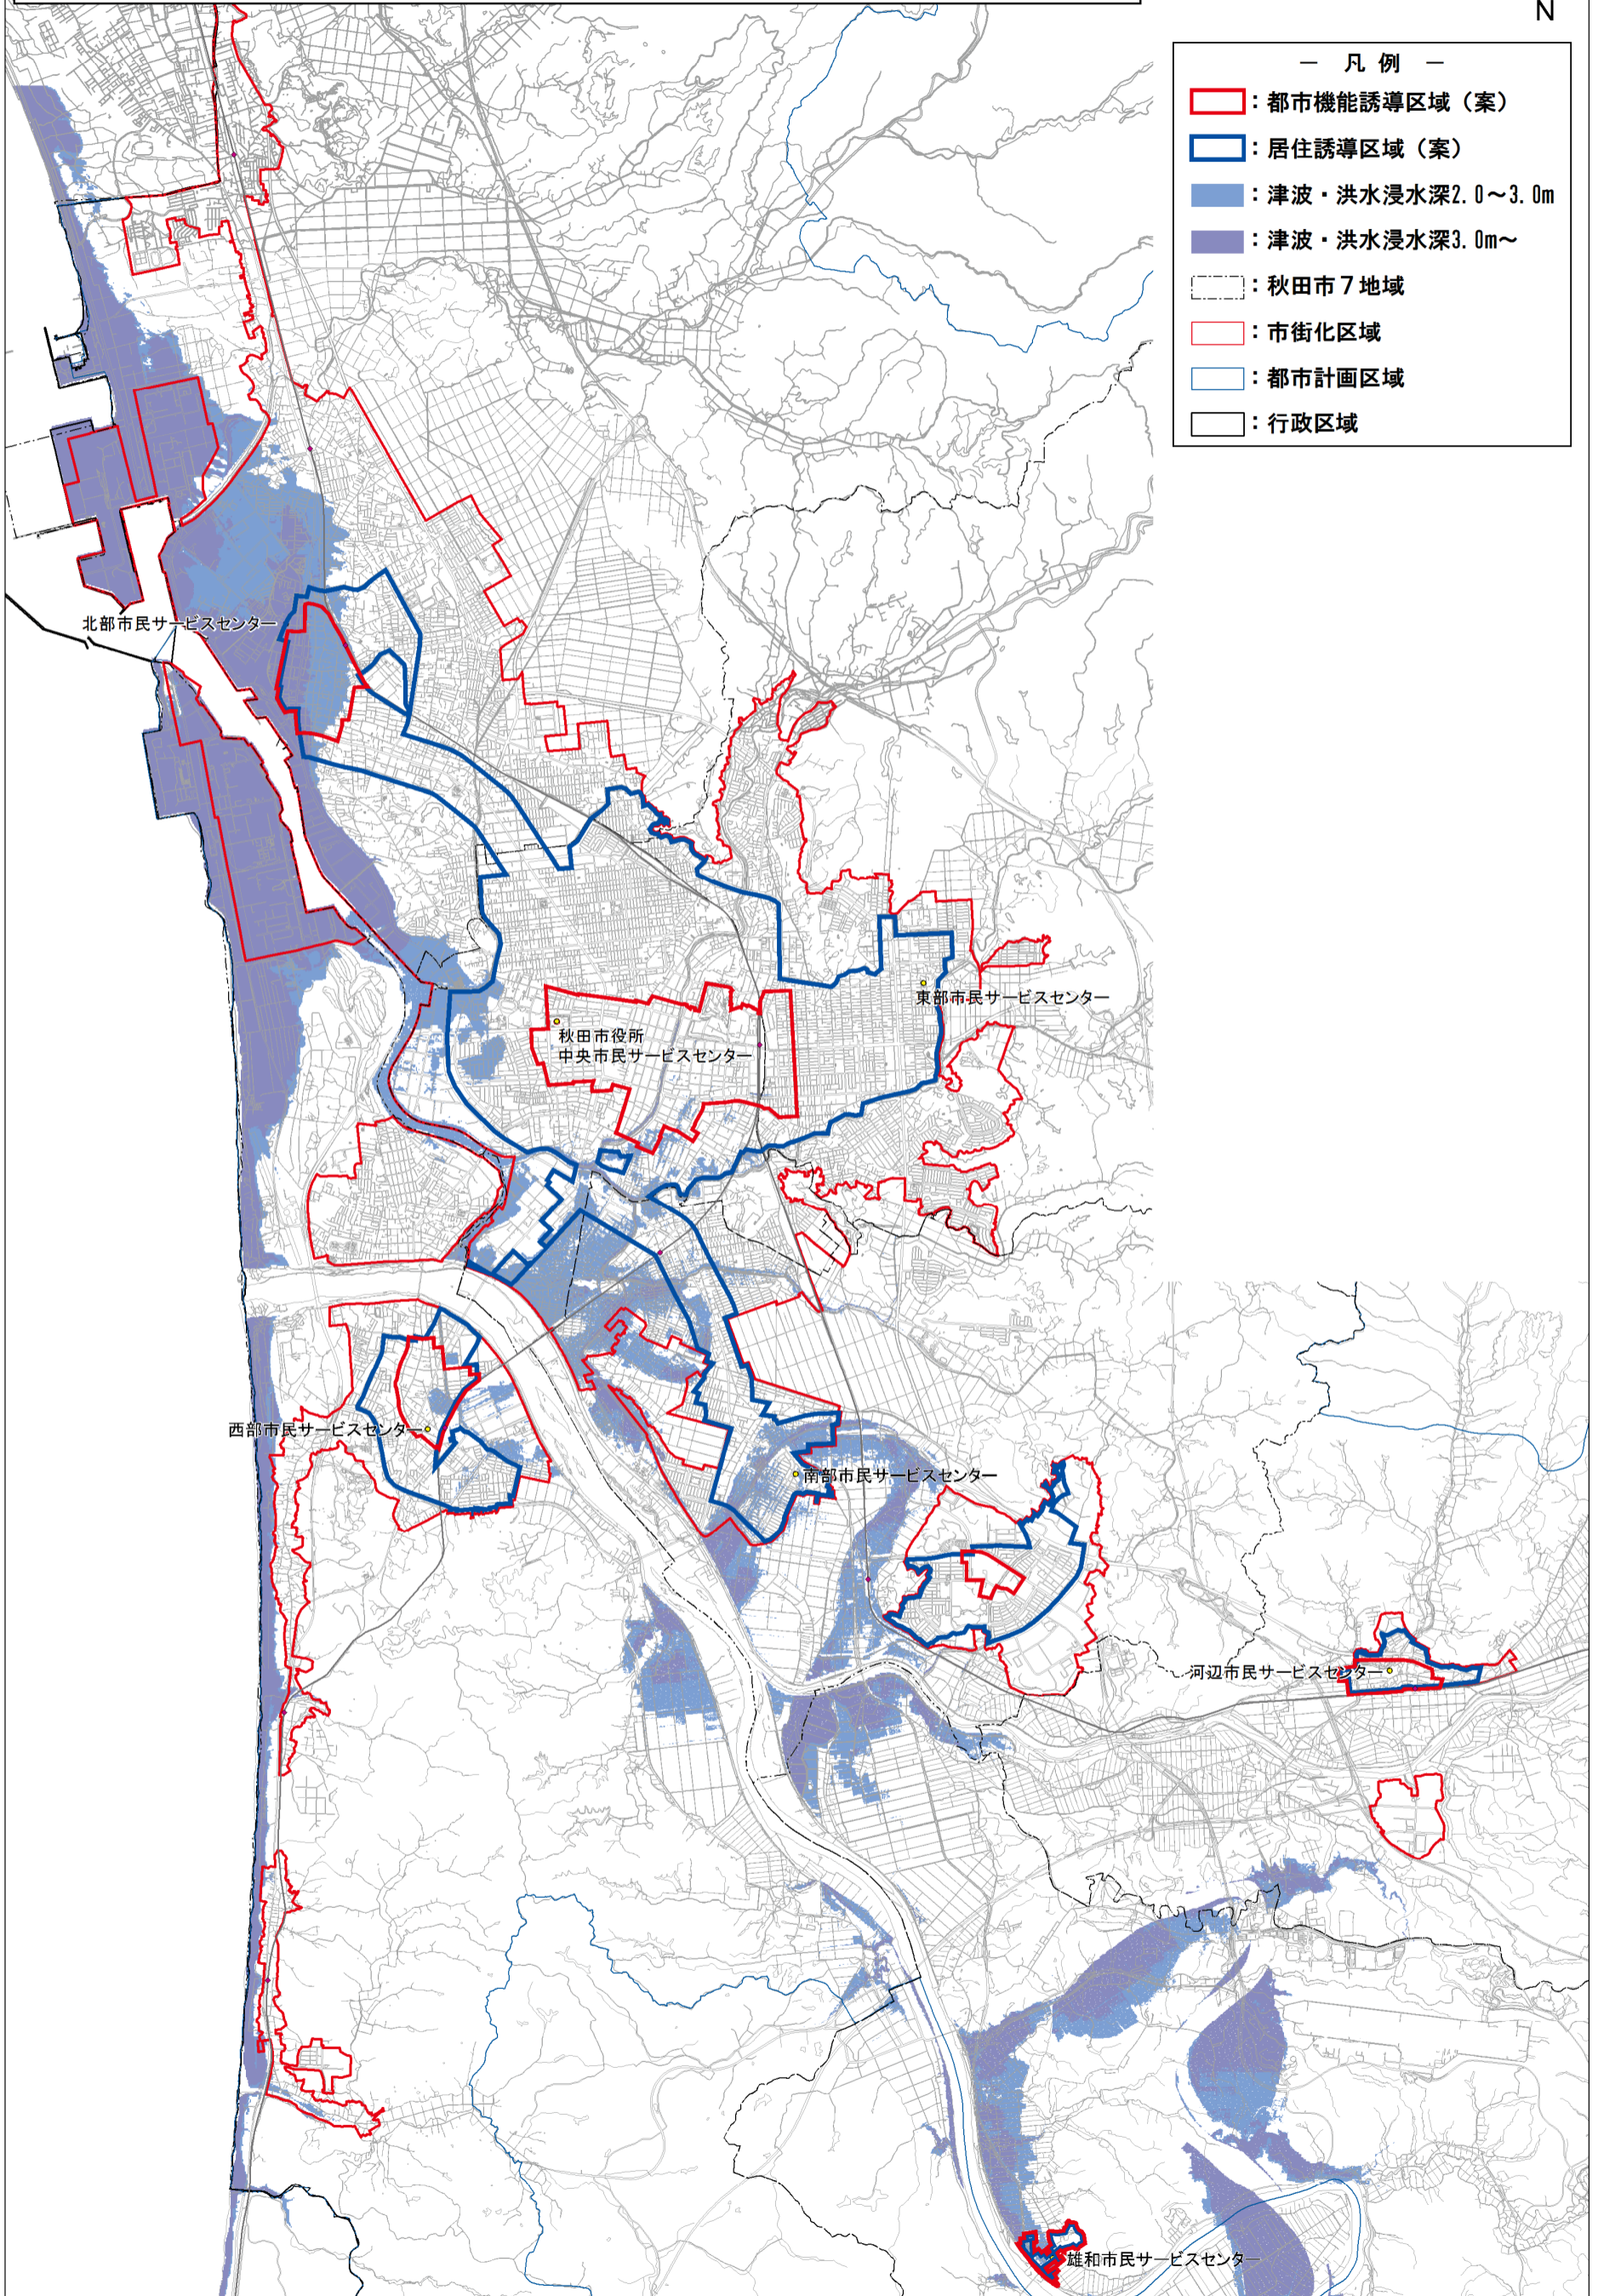 N
― 凡 例 ―
：都市機能誘導区域（案）
：居住誘導区域（案）
：津波・洪水浸水深2.0～3.0m
：津波・洪水浸水深3.0m～
：秋田市７地域
：市街化区域
：都市計画区域
：行政区域
北部市民サービスセンター
東部市民サービスセンター
秋田市役所
中央市民サービスセンター
西部市民サービスセンター
南部市民サービスセンター
河辺市民サービスセンター
雄和市民サービスセンター